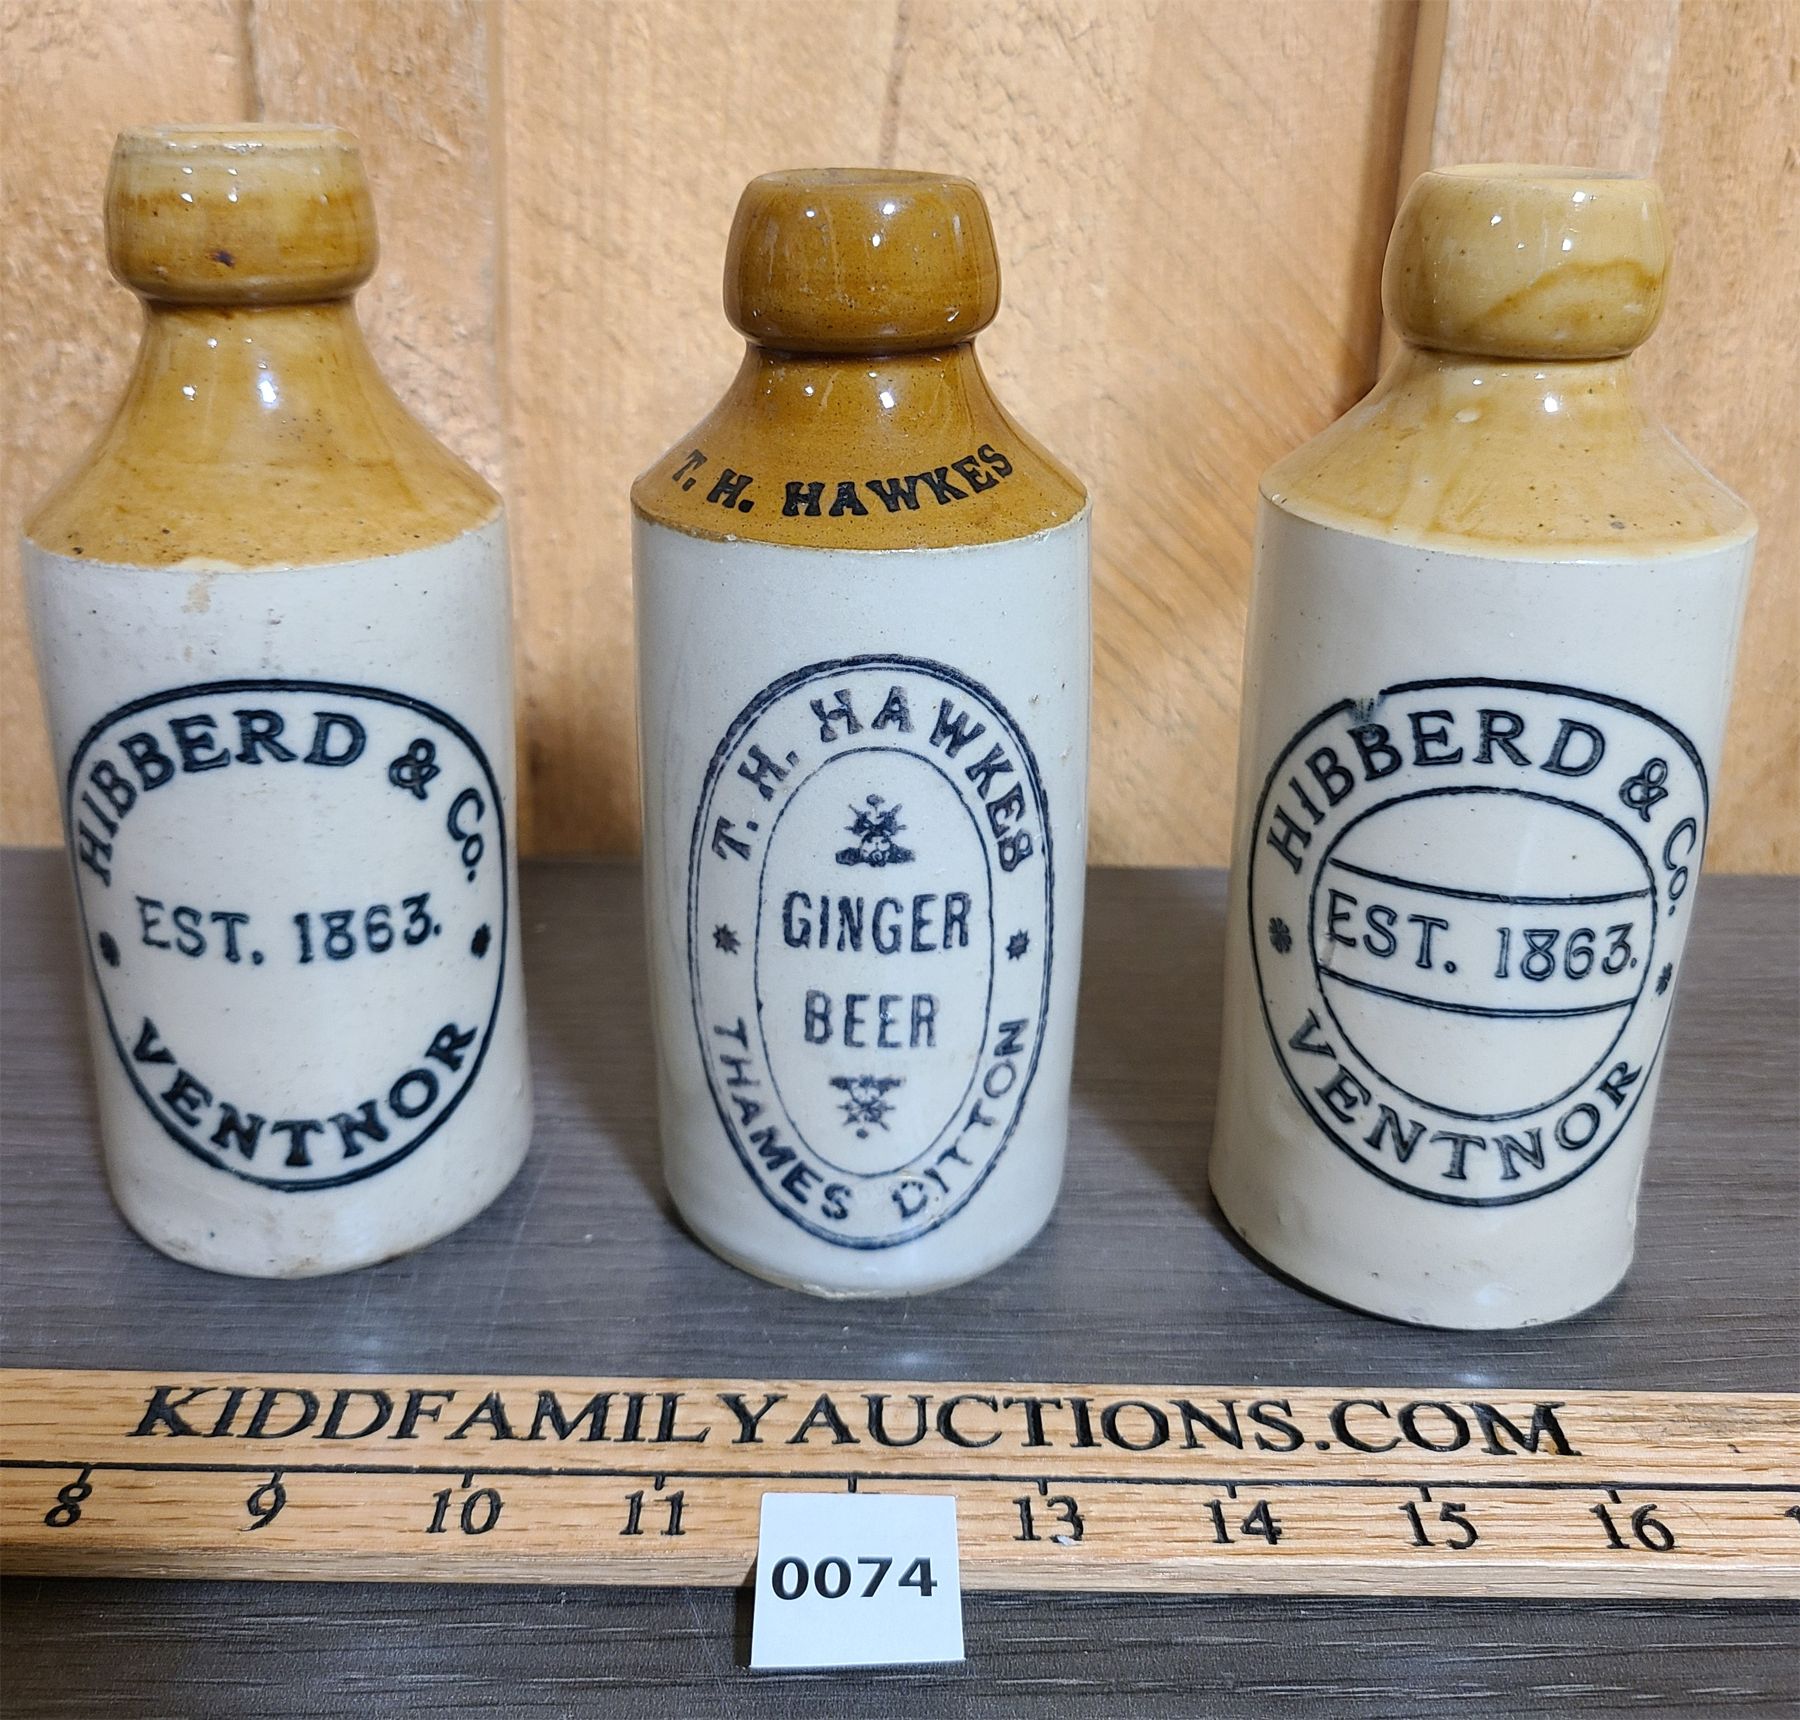 HIBBERD & Co.
EST. 1863.
VENTNOR
T. H. HAWKES
T. H. HAWKES
GINGER
BEER
THAMES DITTON
HIBBERD & Co.
EST. 1863.
VENTNOR
KIDDFAMILYAUCTIONS.COM
8 9 10 11 13 14 15 16
0074